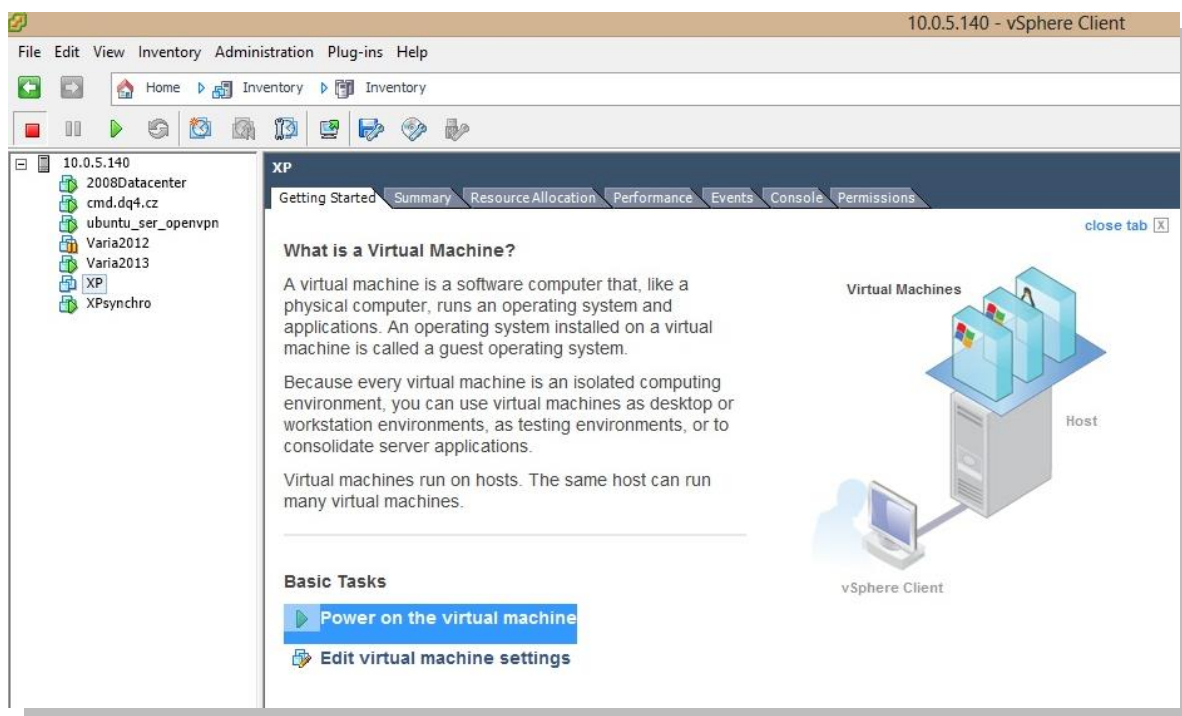 10.0.5.140 - vSphere Client
File Edit View Inventory Administration Plug-ins Help
Home Inventory Inventory
10.0.5.140
2008Datacenter
cmd.dq4.cz
ubuntu_ser_openvpn
Varia2012
Varia2013
XP
XPsynchro
XP
Getting Started Summary Resource Allocation Performance Events Console Permissions
close tab X
What is a Virtual Machine?
A virtual machine is a software computer that, like a
physical computer, runs an operating system and
applications. An operating system installed on a virtual
machine is called a guest operating system.
Because every virtual machine is an isolated computing
environment, you can use virtual machines as desktop or
workstation environments, as testing environments, or to
consolidate server applications.
Virtual machines run on hosts. The same host can run
many virtual machines.
Basic Tasks
Power on the virtual machine
Edit virtual machine settings
Virtual Machines
Host
vSphere Client